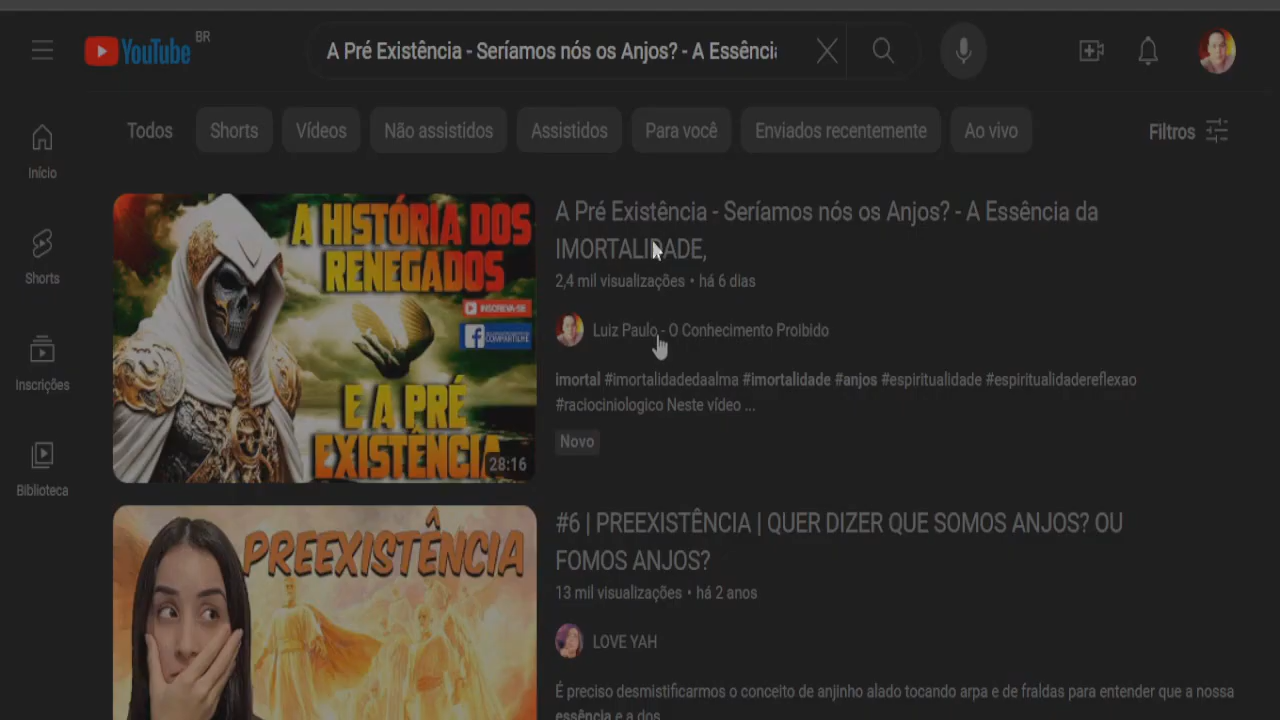 YouTube BR
A Pré Existência - Seríamos nós os Anjos? - A Essênci
Todos Shorts Vídeos Não assistidos Assistidos Para você Enviados recentemente Ao vivo Filtros
Início
Shorts
Inscrições
Biblioteca
A HISTÓRIA DOS
RENEGADOS
INSCREVA-SE
COMPARTILHE
E A PRÉ
EXISTÊNCIA
28:16
A Pré Existência - Seríamos nós os Anjos? - A Essência da
IMORTALIDADE,
2,4 mil visualizações • há 6 dias
Luiz Paulo - O Conhecimento Proibido
imortal #imortalidadedaalma #imortalidade #anjos #espiritualidade #espiritualidadereflexao
#raciociniologico Neste vídeo ...
Novo
PREEXISTÊNCIA
#6 | PREEXISTÊNCIA | QUER DIZER QUE SOMOS ANJOS? OU
FOMOS ANJOS?
13 mil visualizações • há 2 anos
LOVE YAH
É preciso desmistificarmos o conceito de anjinho alado tocando arpa e de fraldas para entender que a nossa
essência e a dos